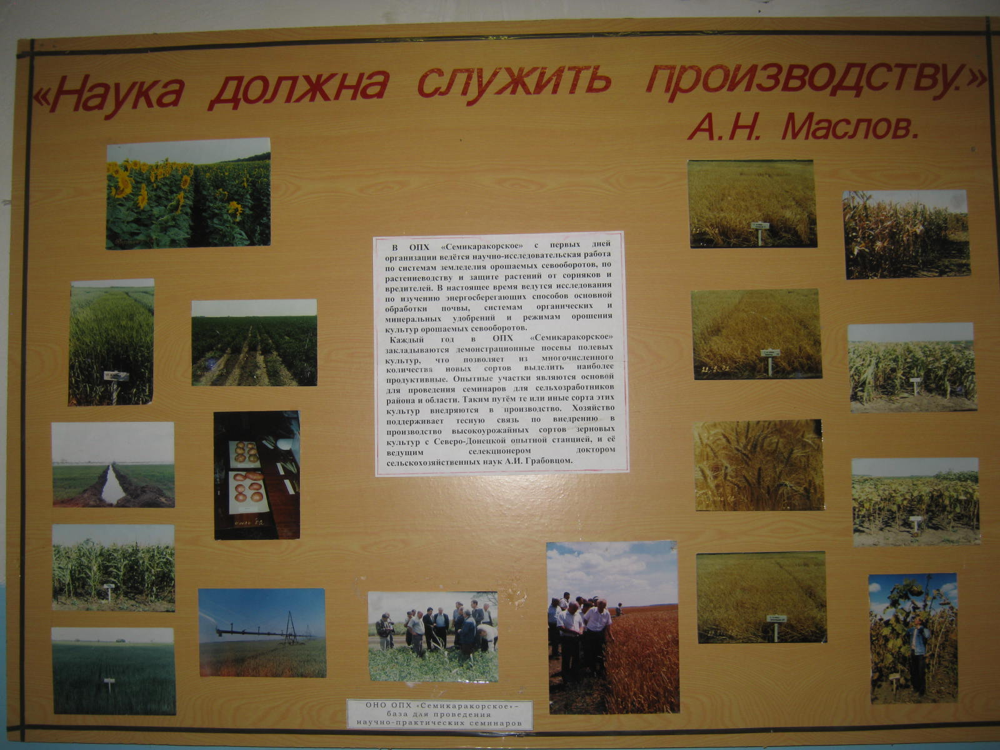 «Наука должна служить производству.»
А.Н. Маслов.
В ОПХ «Семикаракорское» с первых дней
организации ведётся научно-исследовательская работа
по системам земледелия орошаемых севооборотов, по
растениеводству и защите растений от сорняков и
вредителей. В настоящее время ведутся исследования
по изучению энергосберегающих способов основной
обработки почвы, системам органических и
минеральных удобрений и режимам орошения
культур орошаемых севооборотов.
Каждый год в ОПХ «Семикаракорское»
закладываются демонстрационные посевы полевых
культур, что позволяет из многочисленного
количества новых сортов выделить наиболее
продуктивные. Опытные участки являются основой
для проведения семинаров для сельхозработников
района и области. Таким путём те или иные сорта этих
культур внедряются в производство. Хозяйство
поддерживает тесную связь по внедрению в
производство высокоурожайных сортов зерновых
культур с Северо-Донецкой опытной станцией, и её
ведущим селекционером доктором
сельскохозяйственных наук А.И. Грабовцом.
ОНО ОПХ «Семикаракорское»–
база для проведения
научно-практических семинаров